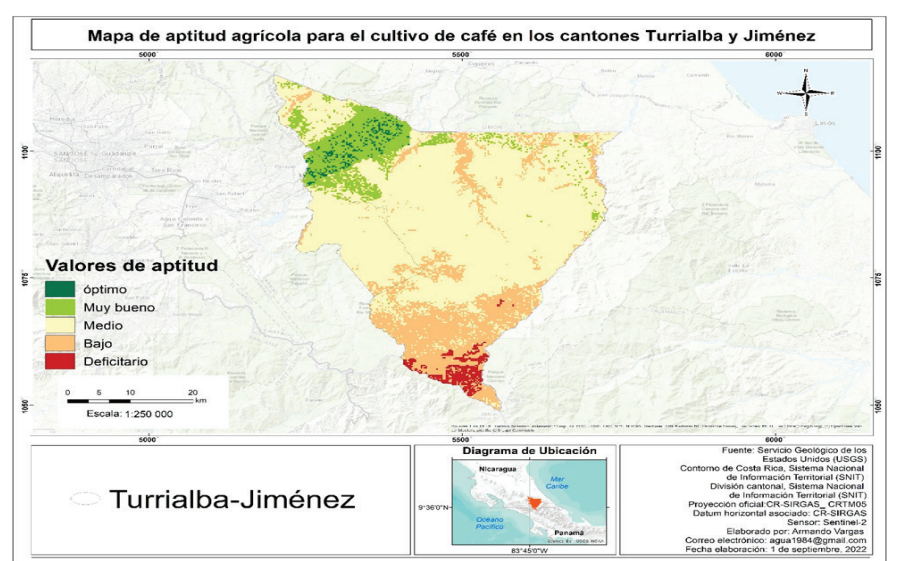 Mapa de aptitud agrícola para el cultivo de café en los cantones Turrialba y Jiménez
5000 5500 6000
1100 1100
1075 1075
1050 1050
N
W
S
SAN JOSE
Guadalupe
Desamparados
Limón
Valores de aptitud
óptimo
Muy bueno
Medio
Bajo
Deficitario
0 5 10 20
km
Escala: 1:250 000
5000 5500 6000
Turrialba-Jiménez
Diagrama de Ubicación
Nicaragua
Mar
Caribe
9°36'0"N
Océano
Pacífico
Panamá
83°45'0"W
Fuente: Servicio Geológico de los
Estados Unidos (USGS)
Contorno de Costa Rica, Sistema Nacional
de Información Territorial (SNIT)
División cantonal, Sistema Nacional
de Información Territorial (SNIT)
Proyección oficial:CR-SIRGAS_ CRTM05
Datum horizontal asociado: CR-SIRGAS
Sensor: Sentinel-2
Elaborado por: Armando Vargas
Correo electrónico: agua1984@gmail.com
Fecha elaboración: 1 de septiembre, 2022